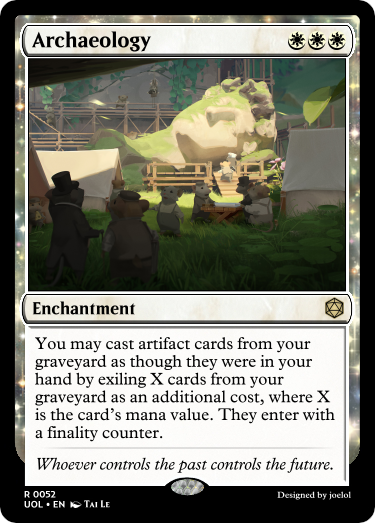 Archaeology
Enchantment
You may cast artifact cards from your
graveyard as though they were in your
hand by exiling X cards from your
graveyard as an additional cost, where X
is the card's mana value. They enter with
a finality counter.
Whoever controls the past controls the future.
R 0052
UOL • EN Tai Le
Designed by joelol